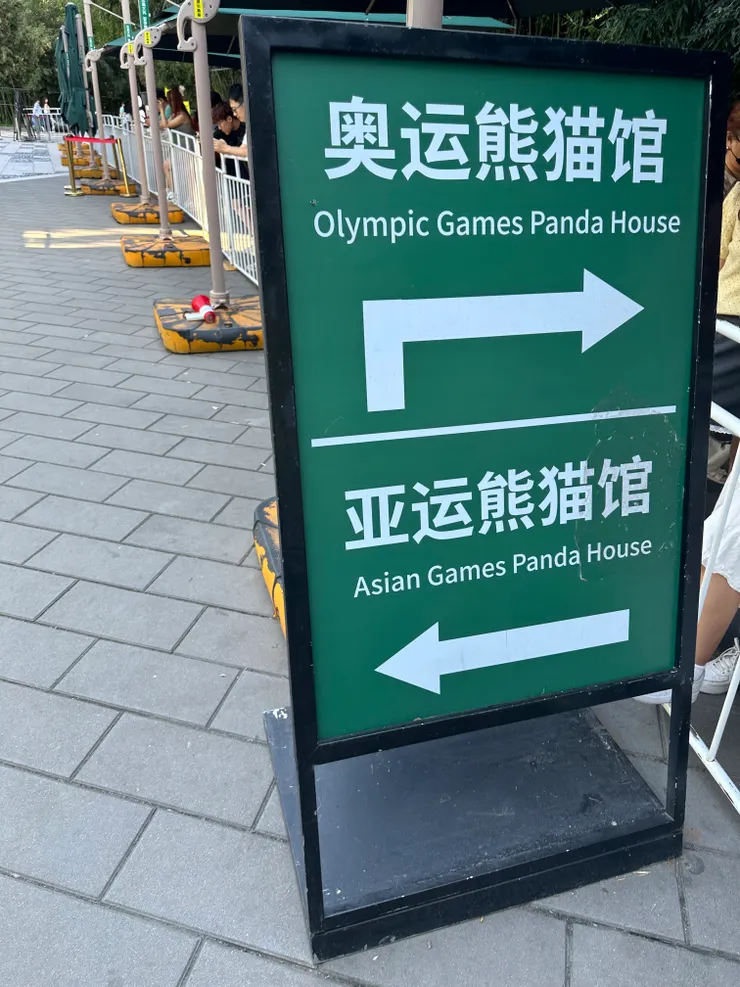 奥运熊猫馆
Olympic Games Panda House
亚运熊猫馆
Asian Games Panda House